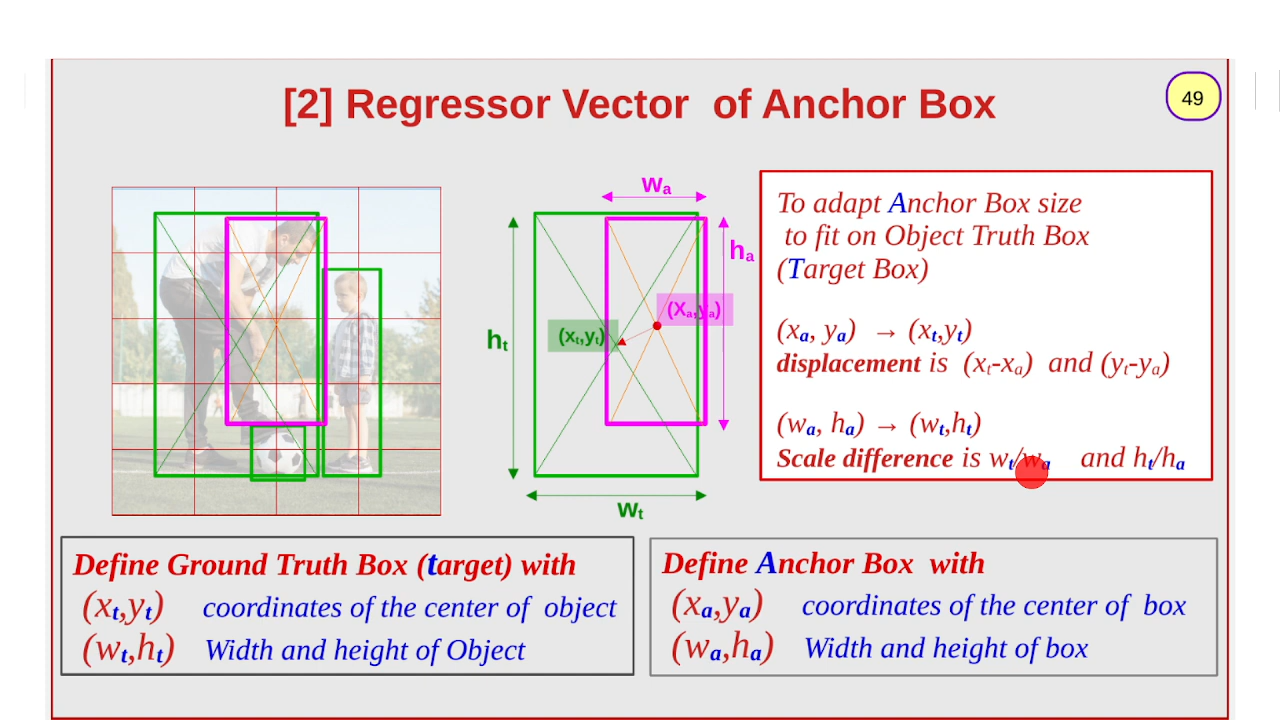 [2] Regressor Vector of Anchor Box
49
wa
ha
(Xa,ya)
(xt,yt)
ht
wt
To adapt Anchor Box size
to fit on Object Truth Box
(Target Box)
(xa, ya) → (xt,yt)
displacement is (xt-xa) and (yt-ya)
(wa, ha) → (wt,ht)
Scale difference is wt/wa and ht/ha
Define Ground Truth Box (target) with
(xt,yt) coordinates of the center of object
(wt,ht) Width and height of Object
Define Anchor Box with
(xa,ya) coordinates of the center of box
(wa,ha) Width and height of box